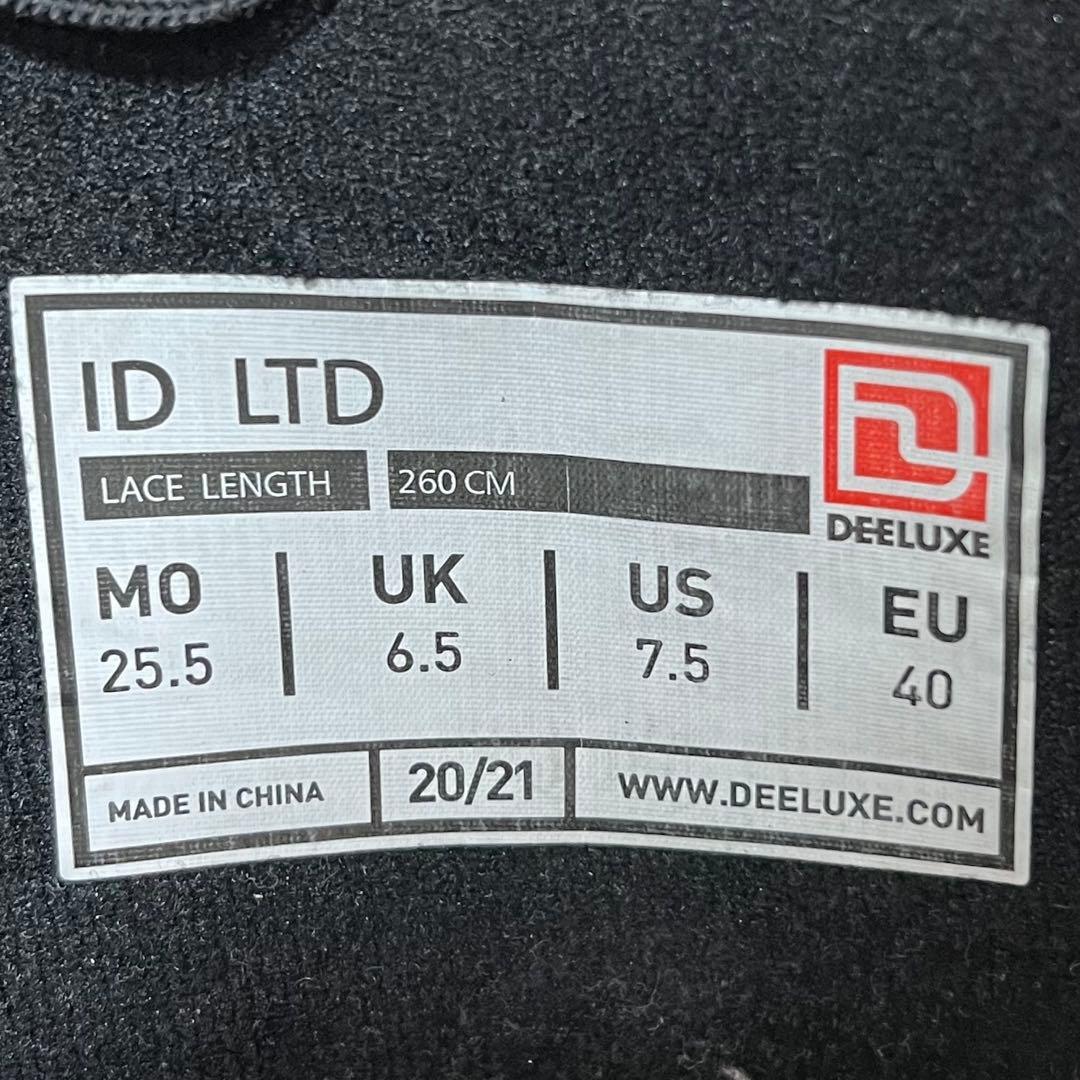 ID LTD
LACE LENGTH 260 CM
DEELUXE
MO UK US EU
25.5 6.5 7.5 40
MADE IN CHINA 20/21 WWW.DEELUXE.COM